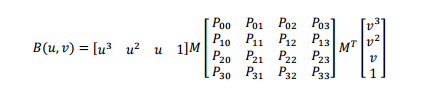 B(u, v) = [u³ u² u 1]M [P₀₀ P₀₁ P₀₂ P₀₃; P₁₀ P₁₁ P₁₂ P₁₃; P₂₀ P₂₁ P₂₂ P₂₃; P₃₀ P₃₁ P₃₂ P₃₃] Mᵀ [v³; v²; v; 1]